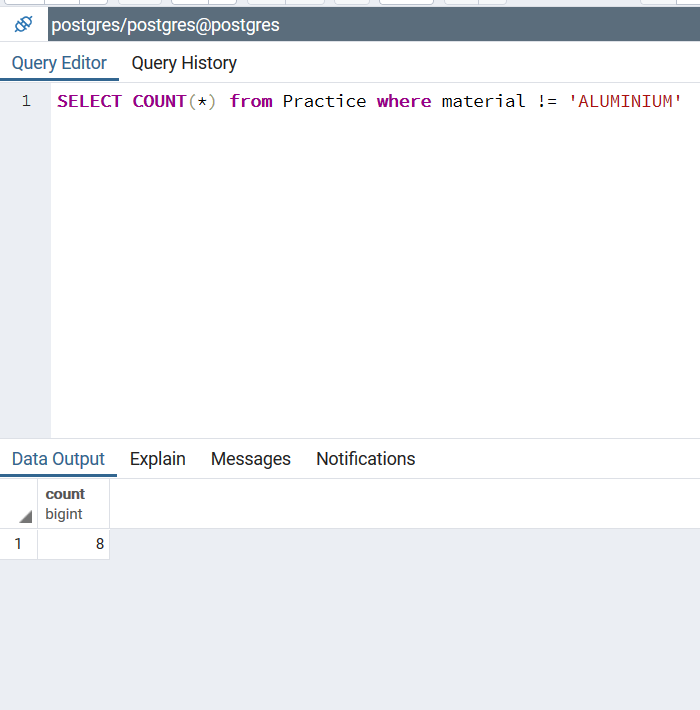 postgres/postgres@postgres
Query Editor Query History
1 SELECT COUNT(*) from Practice where material != 'ALUMINIUM'
Data Output Explain Messages Notifications
count
bigint
1 8